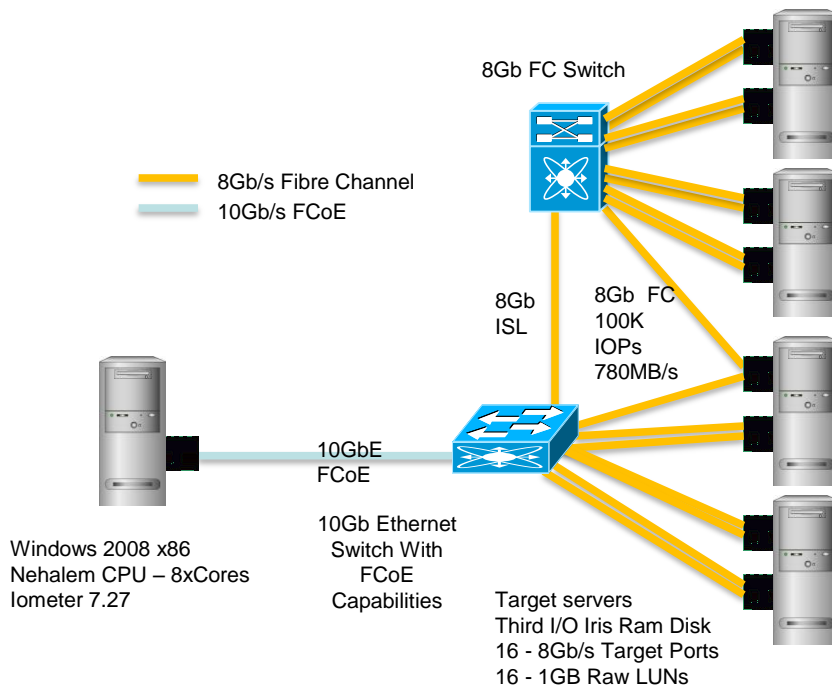 8Gb FC Switch
8Gb/s Fibre Channel
10Gb/s FCoE
8Gb
ISL
8Gb FC
100K
IOPs
780MB/s
10GbE
FCoE
10Gb Ethernet
Switch With
FCoE
Capabilities
Windows 2008 x86
Nehalem CPU – 8xCores
Iometer 7.27
Target servers
Third I/O Iris Ram Disk
16 - 8Gb/s Target Ports
16 - 1GB Raw LUNs